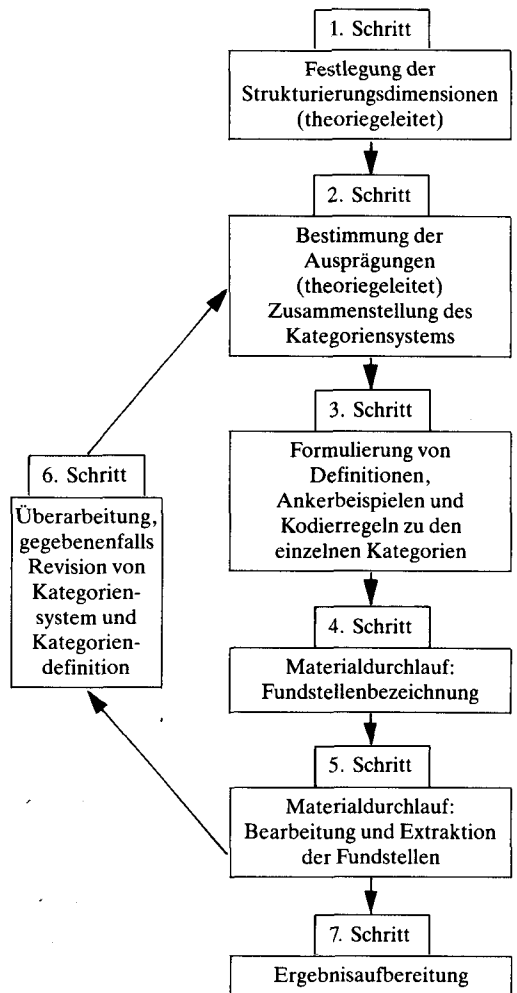 1. Schritt
Festlegung der
Strukturierungsdimensionen
(theoriegeleitet)
2. Schritt
Bestimmung der
Ausprägungen
(theoriegeleitet)
Zusammenstellung des
Kategoriensystems
3. Schritt
Formulierung von
Definitionen,
Ankerbeispielen und
Kodierregeln zu den
einzelnen Kategorien
4. Schritt
Materialdurchlauf:
Fundstellenbezeichnung
5. Schritt
Materialdurchlauf:
Bearbeitung und Extraktion
der Fundstellen
6. Schritt
Überarbeitung,
gegebenenfalls
Revision von
Kategorien-
system und
Kategorien-
definition
7. Schritt
Ergebnisaufbereitung